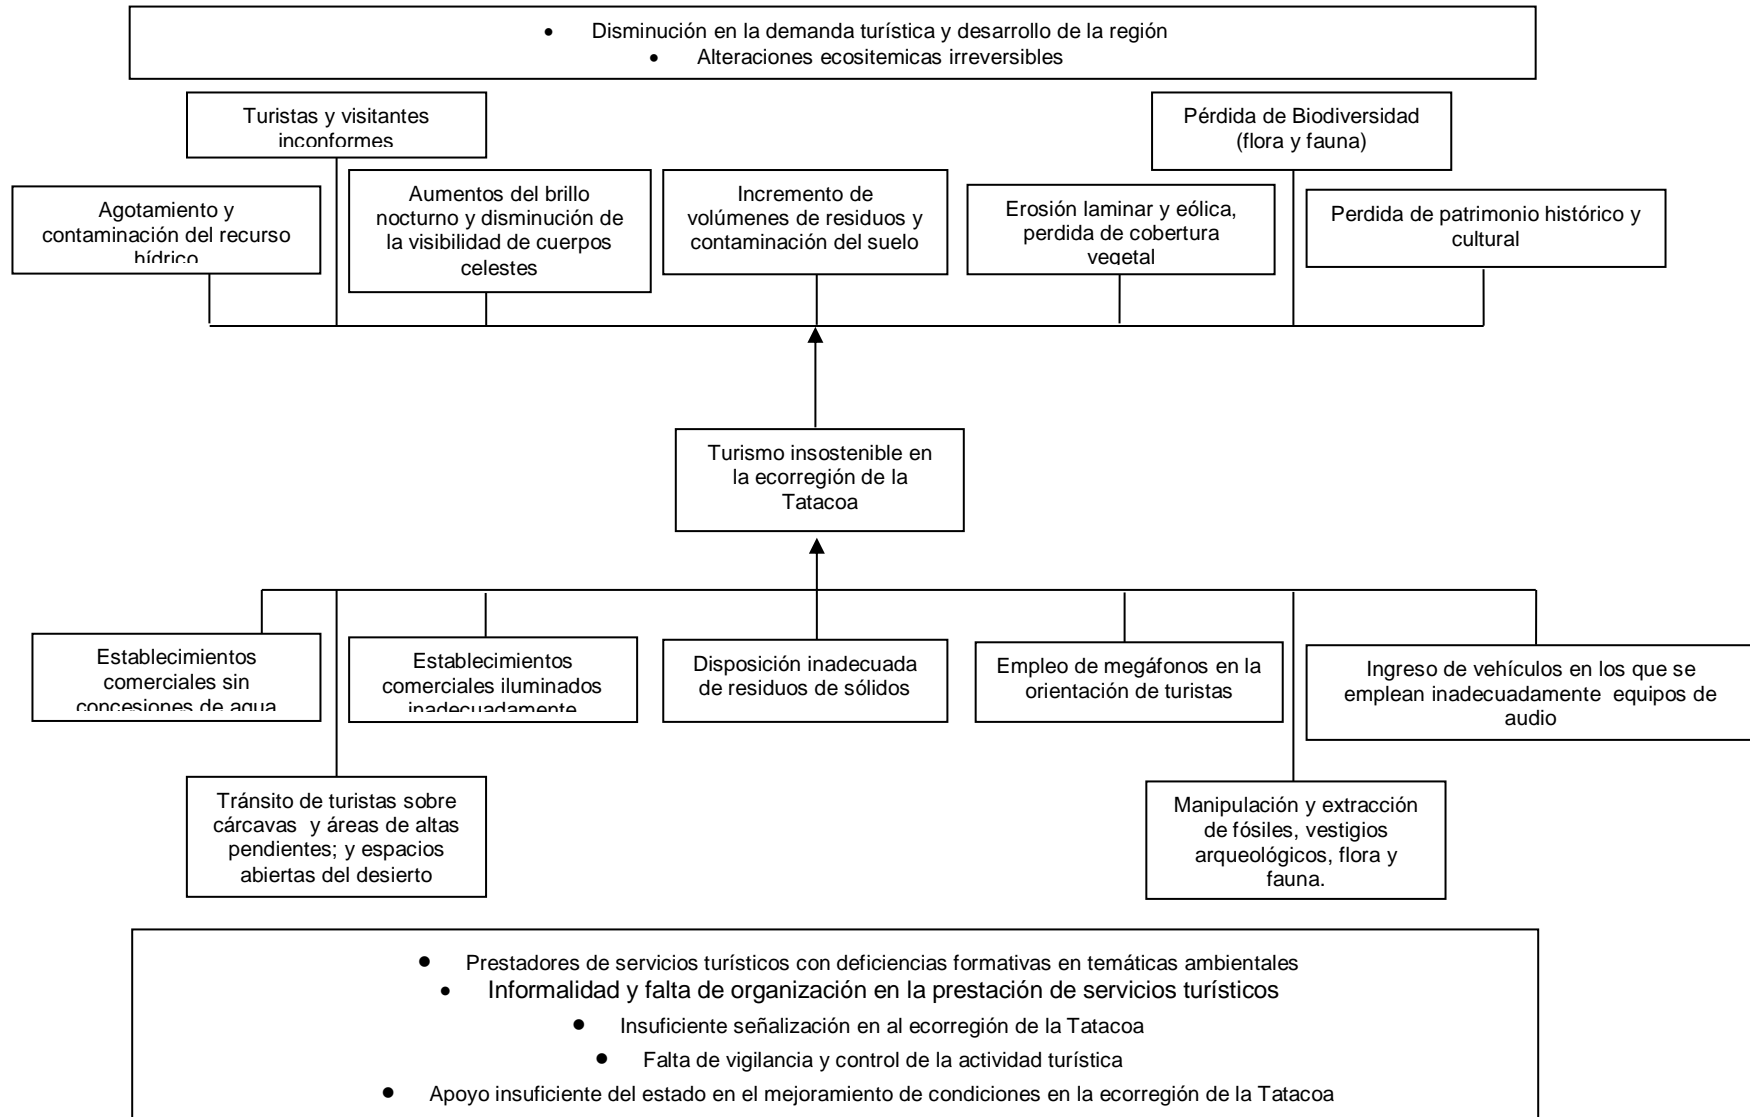 • Disminución en la demanda turística y desarrollo de la región
• Alteraciones ecositemicas irreversibles
Turistas y visitantes
inconformes
Pérdida de Biodiversidad
(flora y fauna)
Agotamiento y
contaminación del recurso
hídrico
Aumentos del brillo
nocturno y disminución de
la visibilidad de cuerpos
celestes
Incremento de
volúmenes de residuos y
contaminación del suelo
Erosión laminar y eólica,
perdida de cobertura
vegetal
Perdida de patrimonio histórico y
cultural
Turismo insostenible en
la ecorregión de la
Tatacoa
Establecimientos
comerciales sin
concesiones de agua
Establecimientos
comerciales iluminados
inadecuadamente
Disposición inadecuada
de residuos de sólidos
Empleo de megáfonos en la
orientación de turistas
Ingreso de vehículos en los que se
emplean inadecuadamente equipos de
audio
Tránsito de turistas sobre
cárcavas y áreas de altas
pendientes; y espacios
abiertas del desierto
Manipulación y extracción
de fósiles, vestigios
arqueológicos, flora y
fauna.
• Prestadores de servicios turísticos con deficiencias formativas en temáticas ambientales
• Informalidad y falta de organización en la prestación de servicios turísticos
• Insuficiente señalización en al ecorregión de la Tatacoa
• Falta de vigilancia y control de la actividad turística
• Apoyo insuficiente del estado en el mejoramiento de condiciones en la ecorregión de la Tatacoa